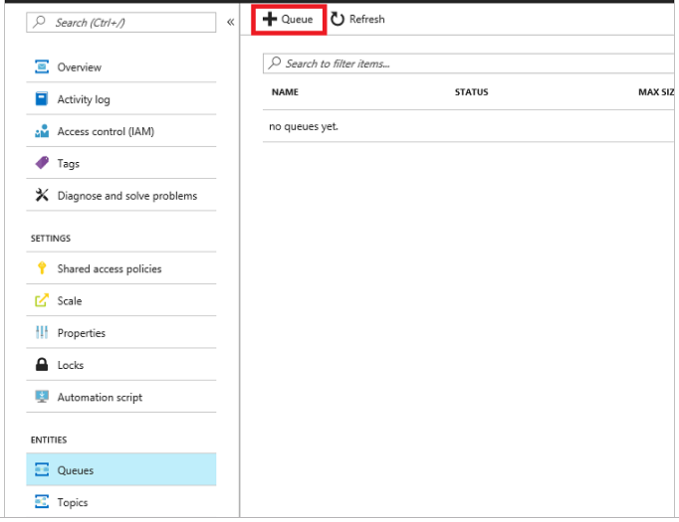 Search (Ctrl+/)
«
Overview
Activity log
Access control (IAM)
Tags
Diagnose and solve problems
SETTINGS
Shared access policies
Scale
Properties
Locks
Automation script
ENTITIES
Queues
Topics
+ Queue Refresh
Search to filter items...
NAME STATUS MAX SIZ
no queues yet.